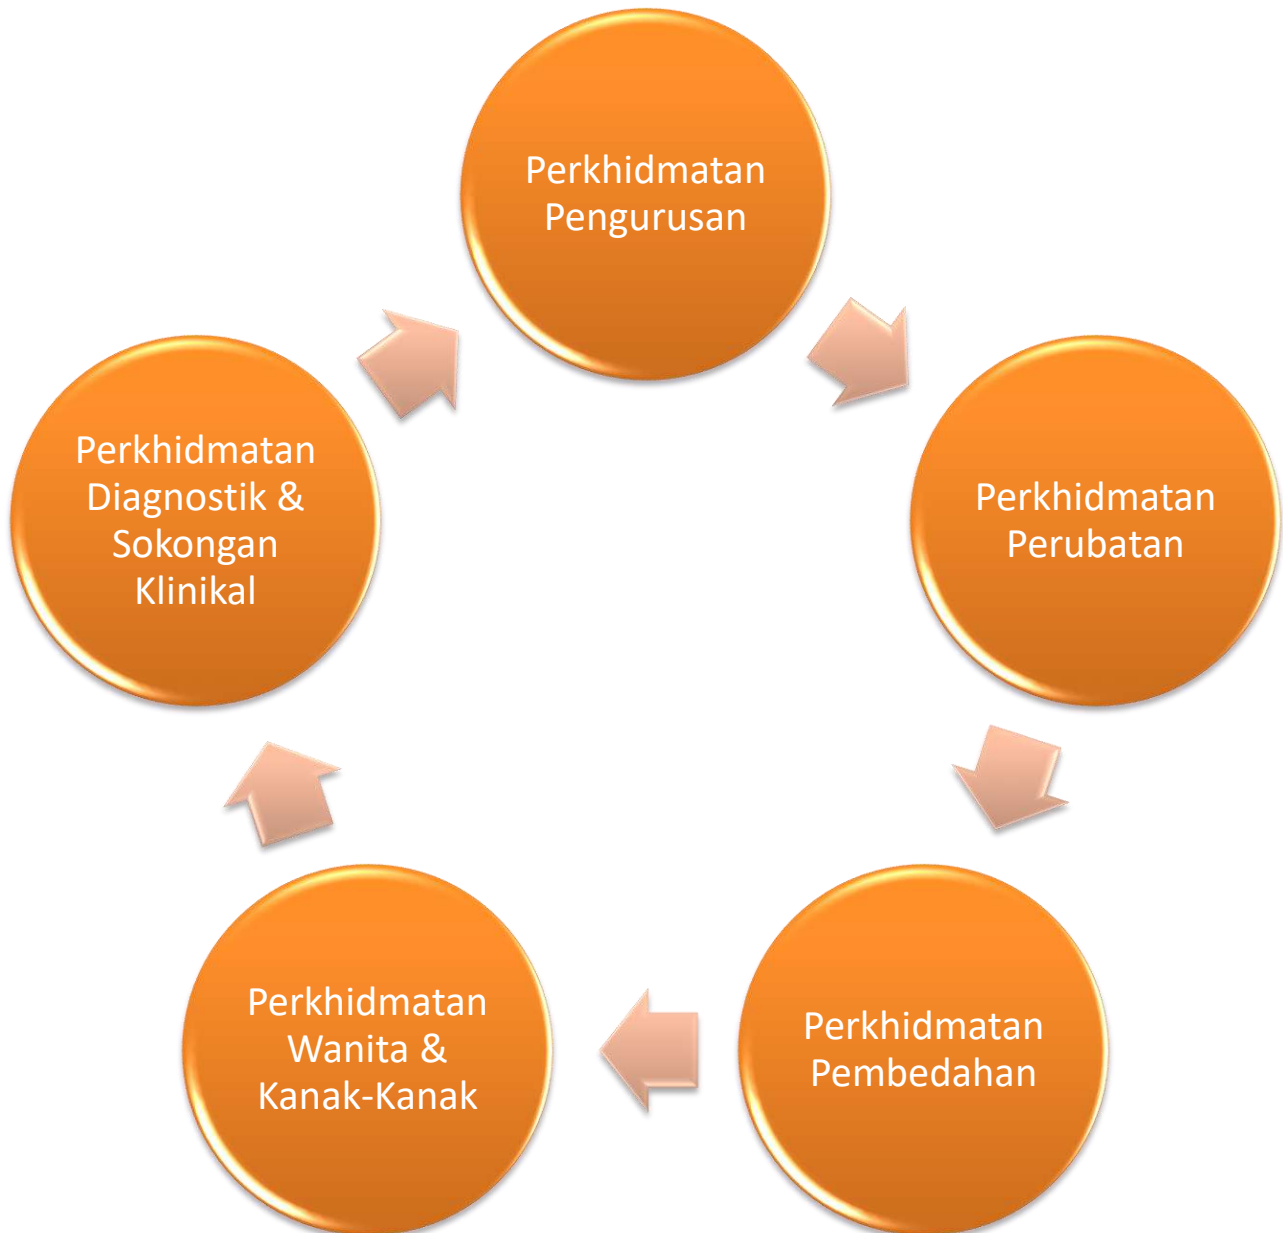 Perkhidmatan
Pengurusan
Perkhidmatan
Perubatan
Perkhidmatan
Pembedahan
Perkhidmatan
Wanita &
Kanak-Kanak
Perkhidmatan
Diagnostik &
Sokongan
Klinikal